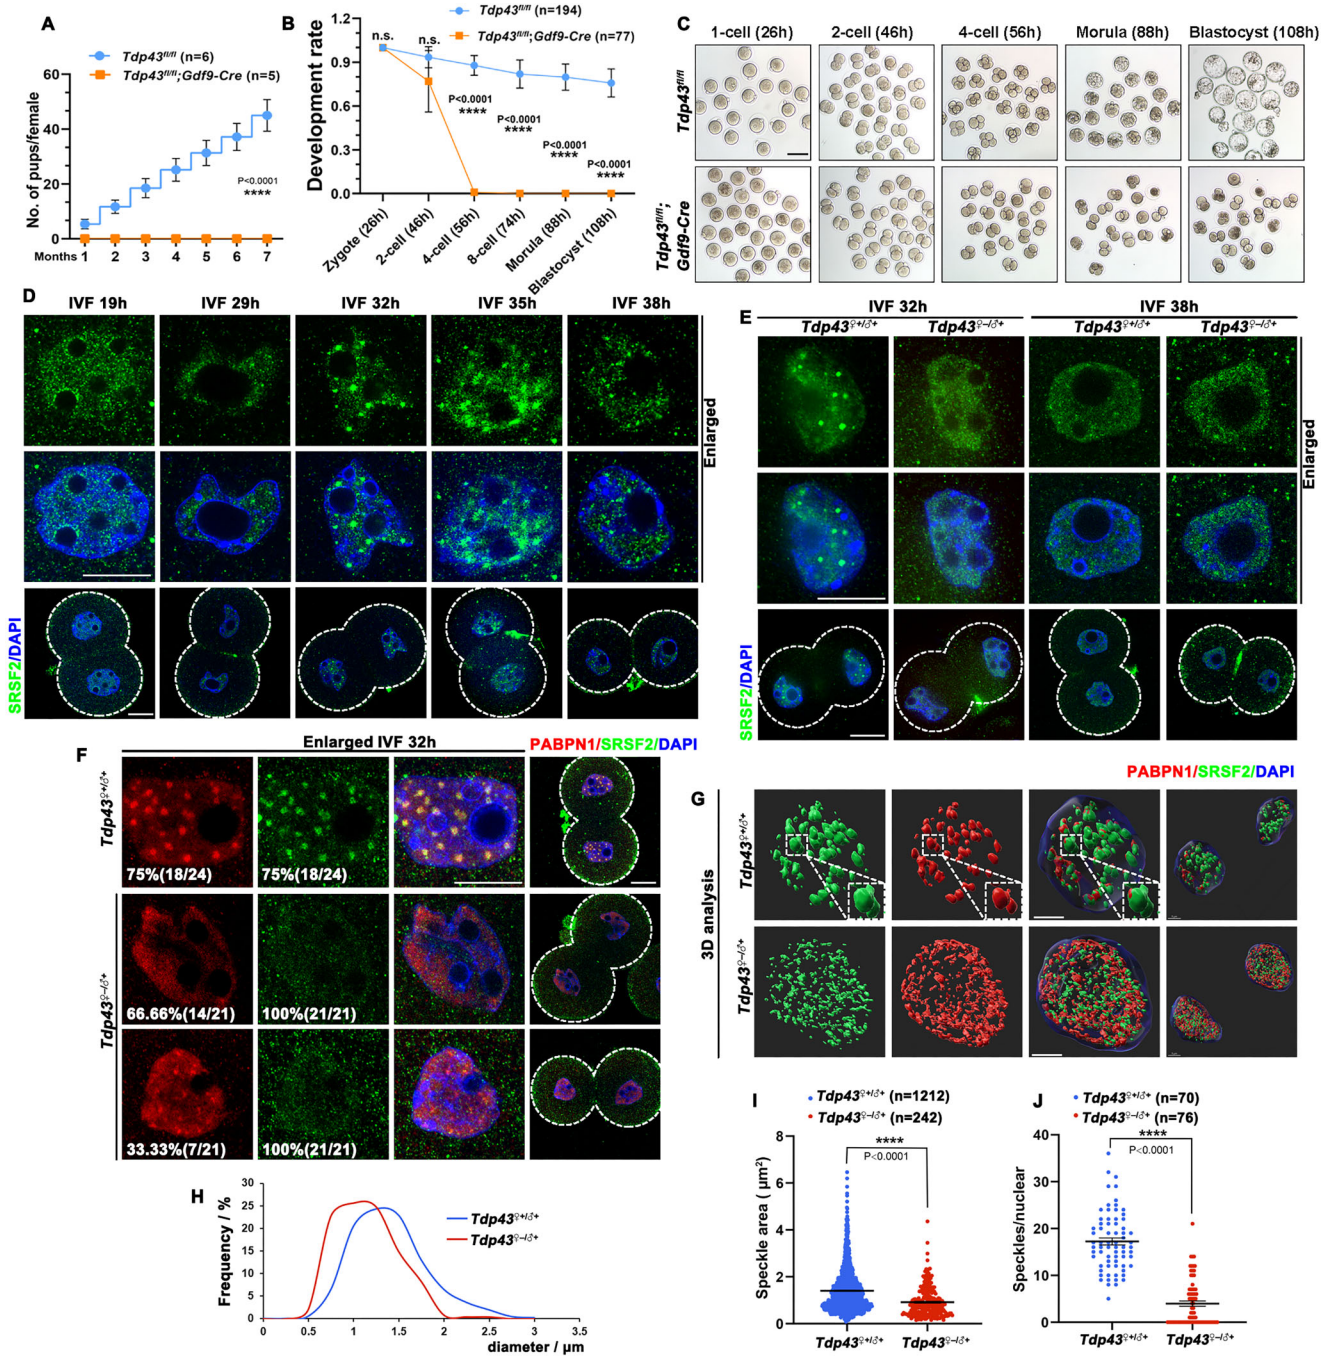 A
Tdp43fl/fl (n=6)
Tdp43fl/fl;Gdf9-Cre (n=5)
No. of pups/female
60
40
20
0
P<0.0001
****
Months 1 2 3 4 5 6 7
B
Tdp43fl/fl (n=194)
Tdp43fl/fl;Gdf9-Cre (n=77)
Development rate
1.2
0.9
0.6
0.3
0.0
n.s.
n.s.
P<0.0001
****
P<0.0001
****
P<0.0001
****
P<0.0001
****
Zygote (26h)
2-cell (46h)
4-cell (56h)
8-cell (74h)
Morula (88h)
Blastocyst (108h)
C
1-cell (26h) 2-cell (46h) 4-cell (56h) Morula (88h) Blastocyst (108h)
Tdp43fl/fl
Tdp43fl/fl;
Gdf9-Cre
D
IVF 19h IVF 29h IVF 32h IVF 35h IVF 38h
Enlarged
SRSF2/DAPI
E
IVF 32h IVF 38h
Tdp43♀+/♂+ Tdp43♀−/♂+ Tdp43♀+/♂+ Tdp43♀−/♂+
Enlarged
SRSF2/DAPI
F
Enlarged IVF 32h PABPN1/SRSF2/DAPI
Tdp43♀+/♂+
75%(18/24) 75%(18/24)
Tdp43♀−/♂+
66.66%(14/21) 100%(21/21)
33.33%(7/21) 100%(21/21)
G
PABPN1/SRSF2/DAPI
3D analysis
Tdp43♀+/♂+
Tdp43♀−/♂+
H
Frequency / %
30
25
20
15
10
5
0
0 0.5 1 1.5 2 2.5 3 3.5
diameter / μm
Tdp43♀+/♂+
Tdp43♀−/♂+
I
Tdp43♀+/♂+ (n=1212)
Tdp43♀−/♂+ (n=242)
Speckle area ( μm²)
8
6
4
2
0
****
P<0.0001
Tdp43♀+/♂+ Tdp43♀−/♂+
J
Tdp43♀+/♂+ (n=70)
Tdp43♀−/♂+ (n=76)
Speckles/nuclear
40
30
20
10
0
****
P<0.0001
Tdp43♀+/♂+ Tdp43♀−/♂+